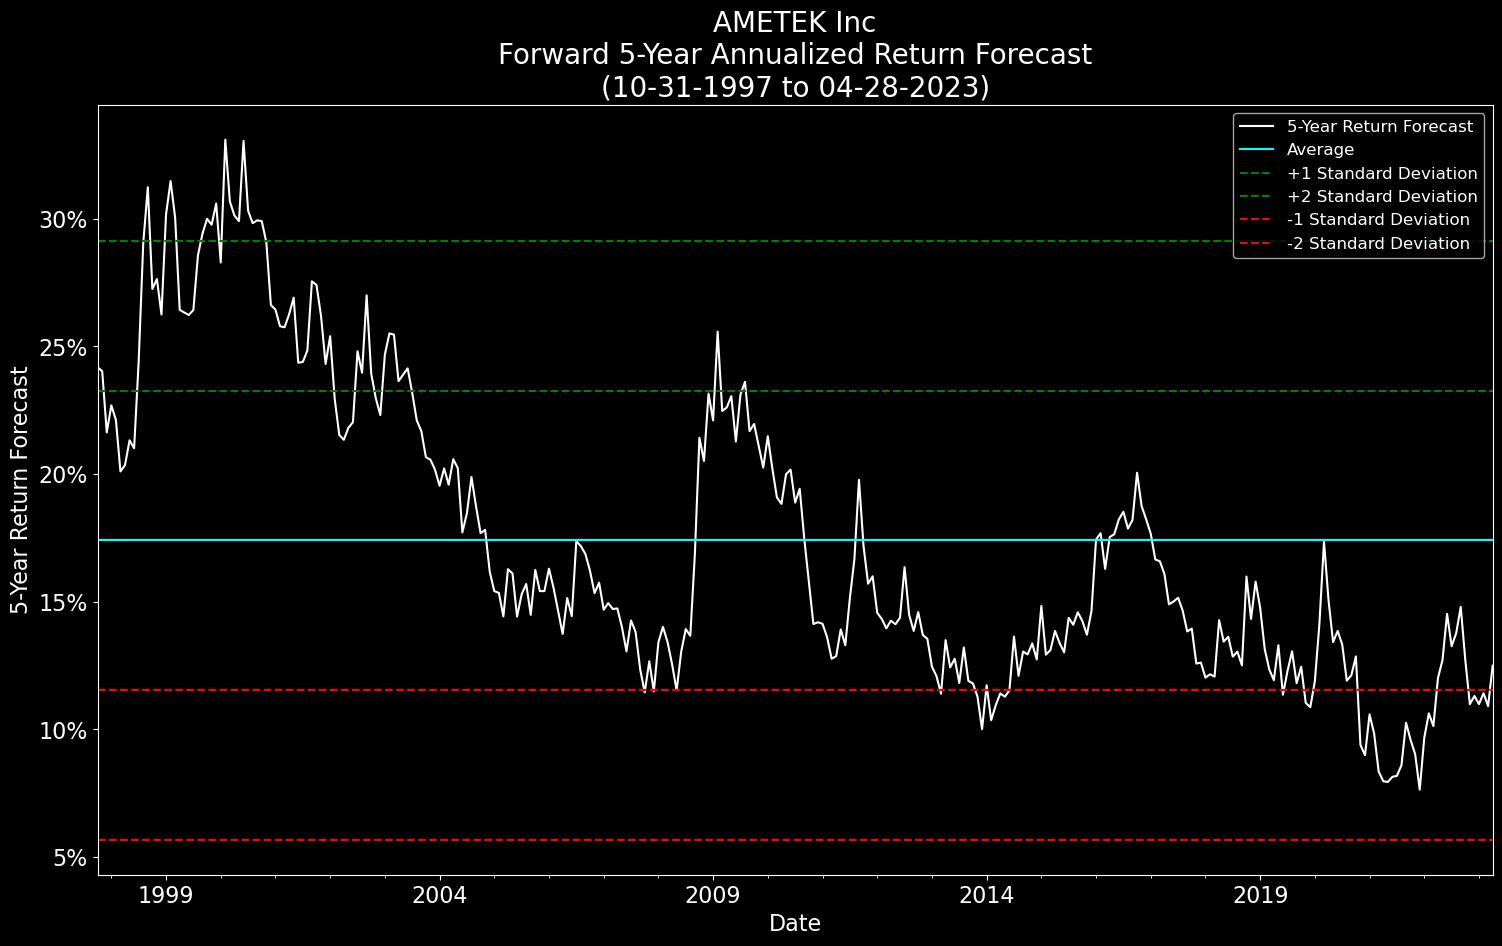 AMETEK Inc
Forward 5-Year Annualized Return Forecast
(10-31-1997 to 04-28-2023)
5-Year Return Forecast
Average
+1 Standard Deviation
+2 Standard Deviation
-1 Standard Deviation
-2 Standard Deviation
5-Year Return Forecast
30%
25%
20%
15%
10%
5%
1999
2004
2009
2014
2019
Date